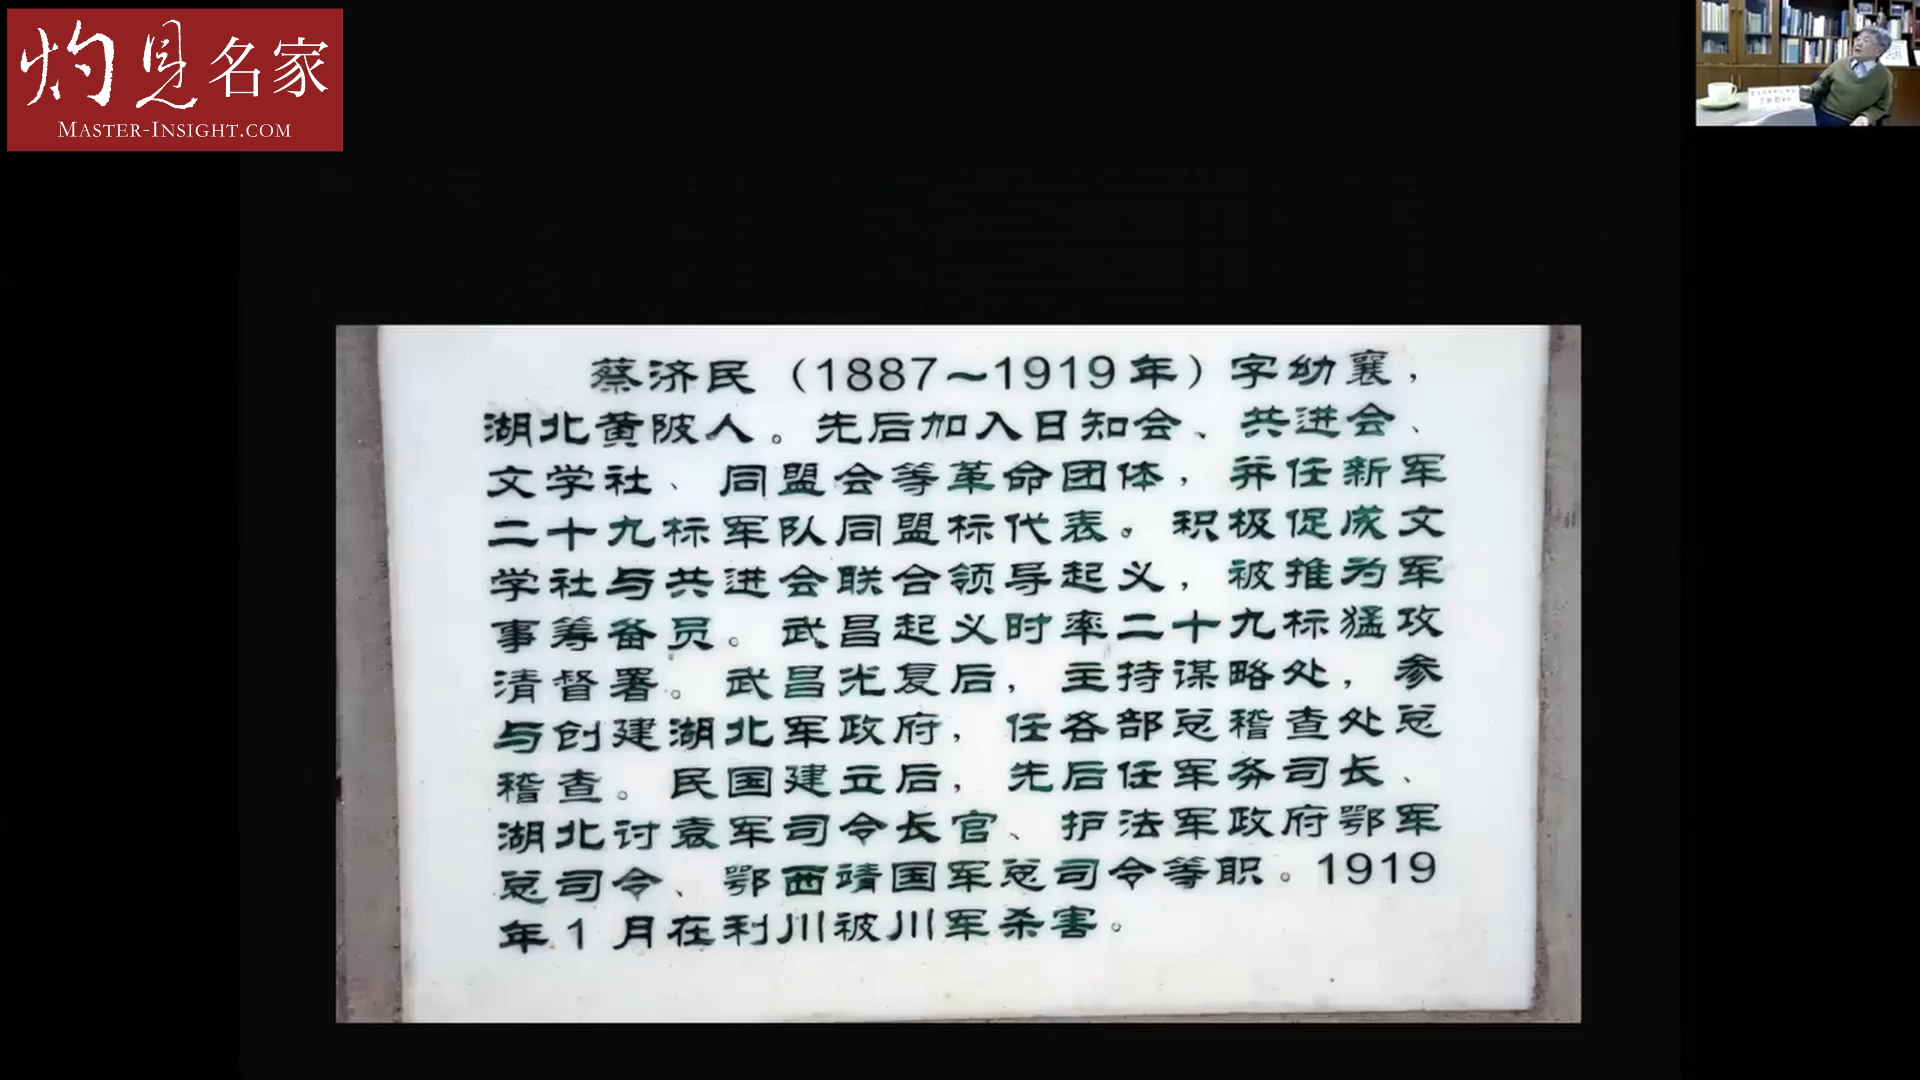 灼見名家
MASTER-INSIGHT.COM
蔡济民（1887～1919年）字幼襄，
湖北黄陂人。先后加入日知会、共进会、
文学社、同盟会等革命团体，并任新军
二十九标军队同盟标代表。积极促成文
学社与共进会联合领导起义，被推为军
事筹备员。武昌起义时率二十九标猛攻
清督署。武昌光复后，主持谋略处，参
与创建湖北军政府，任各部总稽查处总
稽查。民国建立后，先后任军务司长、
湖北讨袁军司令长官、护法军政府鄂军
总司令、鄂西靖国军总司令等职。1919
年1月在利川被川军杀害。